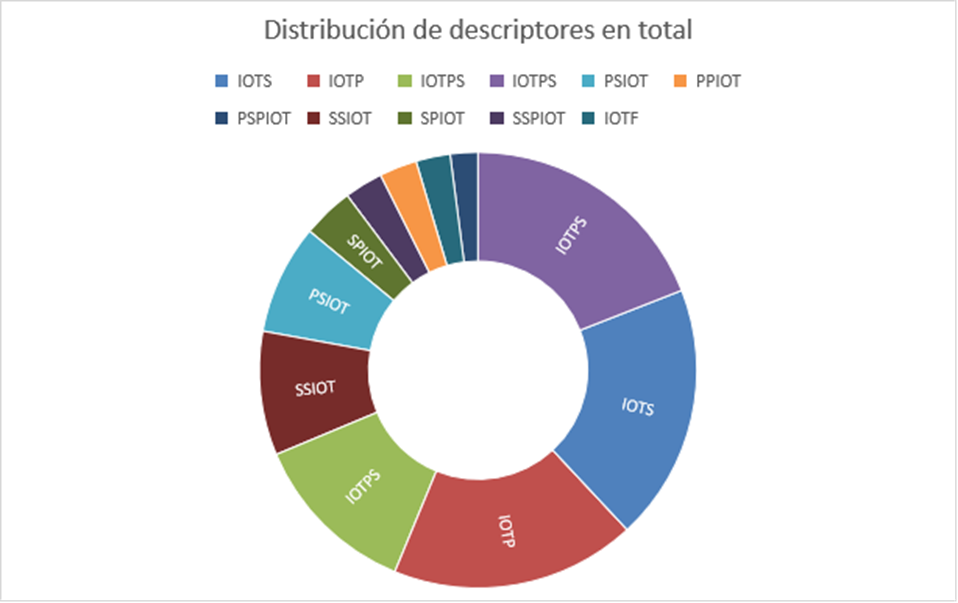 Distribución de descriptores en total
IOTS IOTP IOTPS IOTPS PSIOT PPIOT
PSPIOT SSIOT SPIOT SSPIOT IOTF
IOTPS
SPIOT
PSIOT
SSIOT
IOTS
IOTPS
IOTP